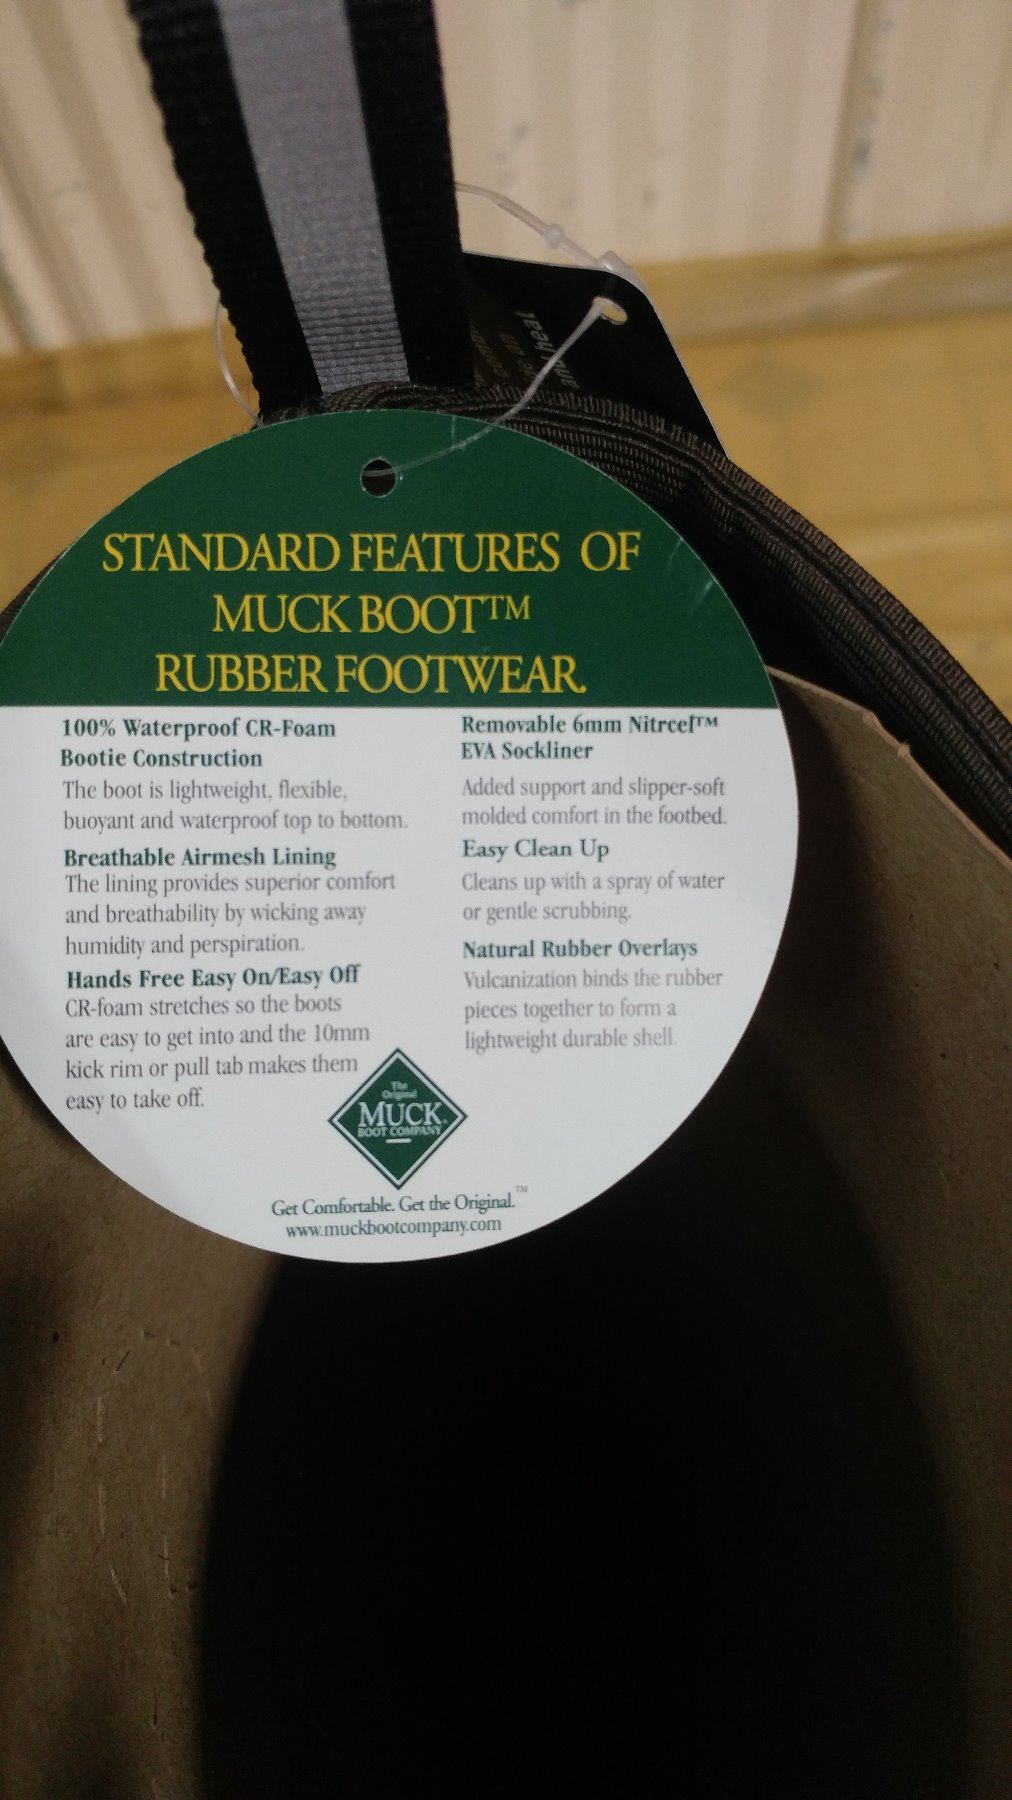 STANDARD FEATURES OF
MUCK BOOT™
RUBBER FOOTWEAR.
100% Waterproof CR-Foam
Bootie Construction
The boot is lightweight, flexible,
buoyant and waterproof top to bottom.
Breathable Airmesh Lining
The lining provides superior comfort
and breathability by wicking away
humidity and perspiration.
Hands Free Easy On/Easy Off
CR-foam stretches so the boots
are easy to get into and the 10mm
kick rim or pull tab makes them
easy to take off.
Removable 6mm Nitrcel™
EVA Sockliner
Added support and slipper-soft
molded comfort in the footbed.
Easy Clean Up
Cleans up with a spray of water
or gentle scrubbing.
Natural Rubber Overlays
Vulcanization binds the rubber
pieces together to form a
lightweight durable shell.
The
Original
MUCK®
BOOT COMPANY
Get Comfortable. Get the Original.™
www.muckbootcompany.com
and heat